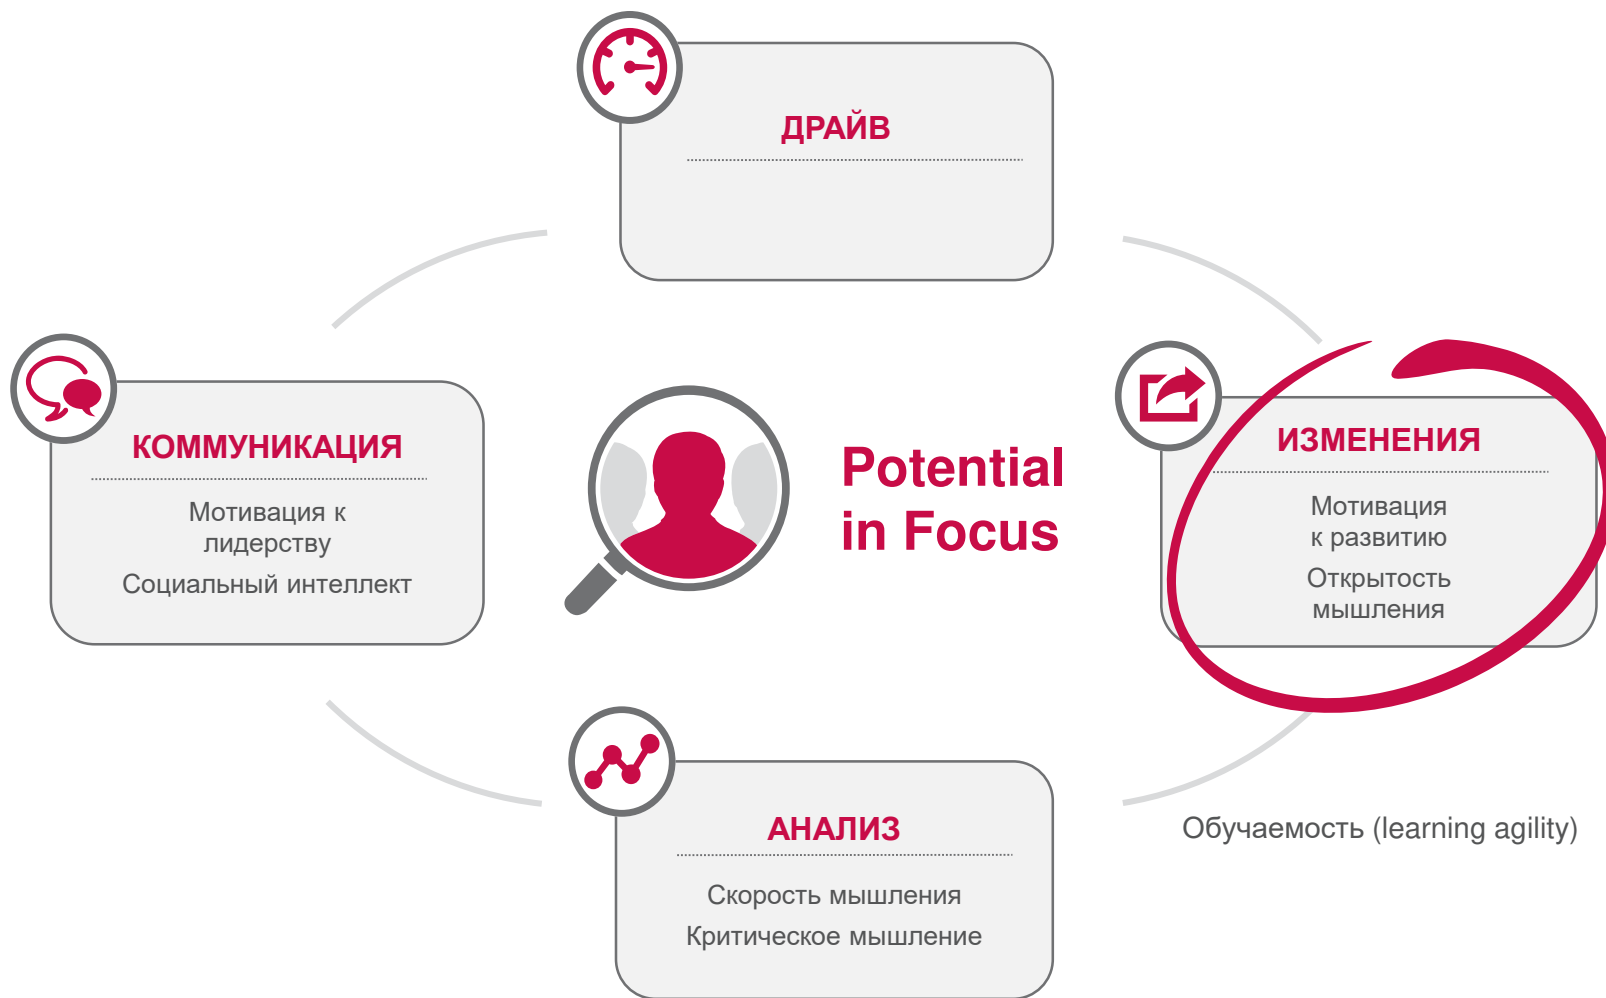 ДРАЙВ
КОММУНИКАЦИЯ
Мотивация к
лидерству
Социальный интеллект
Potential
in Focus
ИЗМЕНЕНИЯ
Мотивация
к развитию
Открытость
мышления
АНАЛИЗ
Скорость мышления
Критическое мышление
Обучаемость (learning agility)